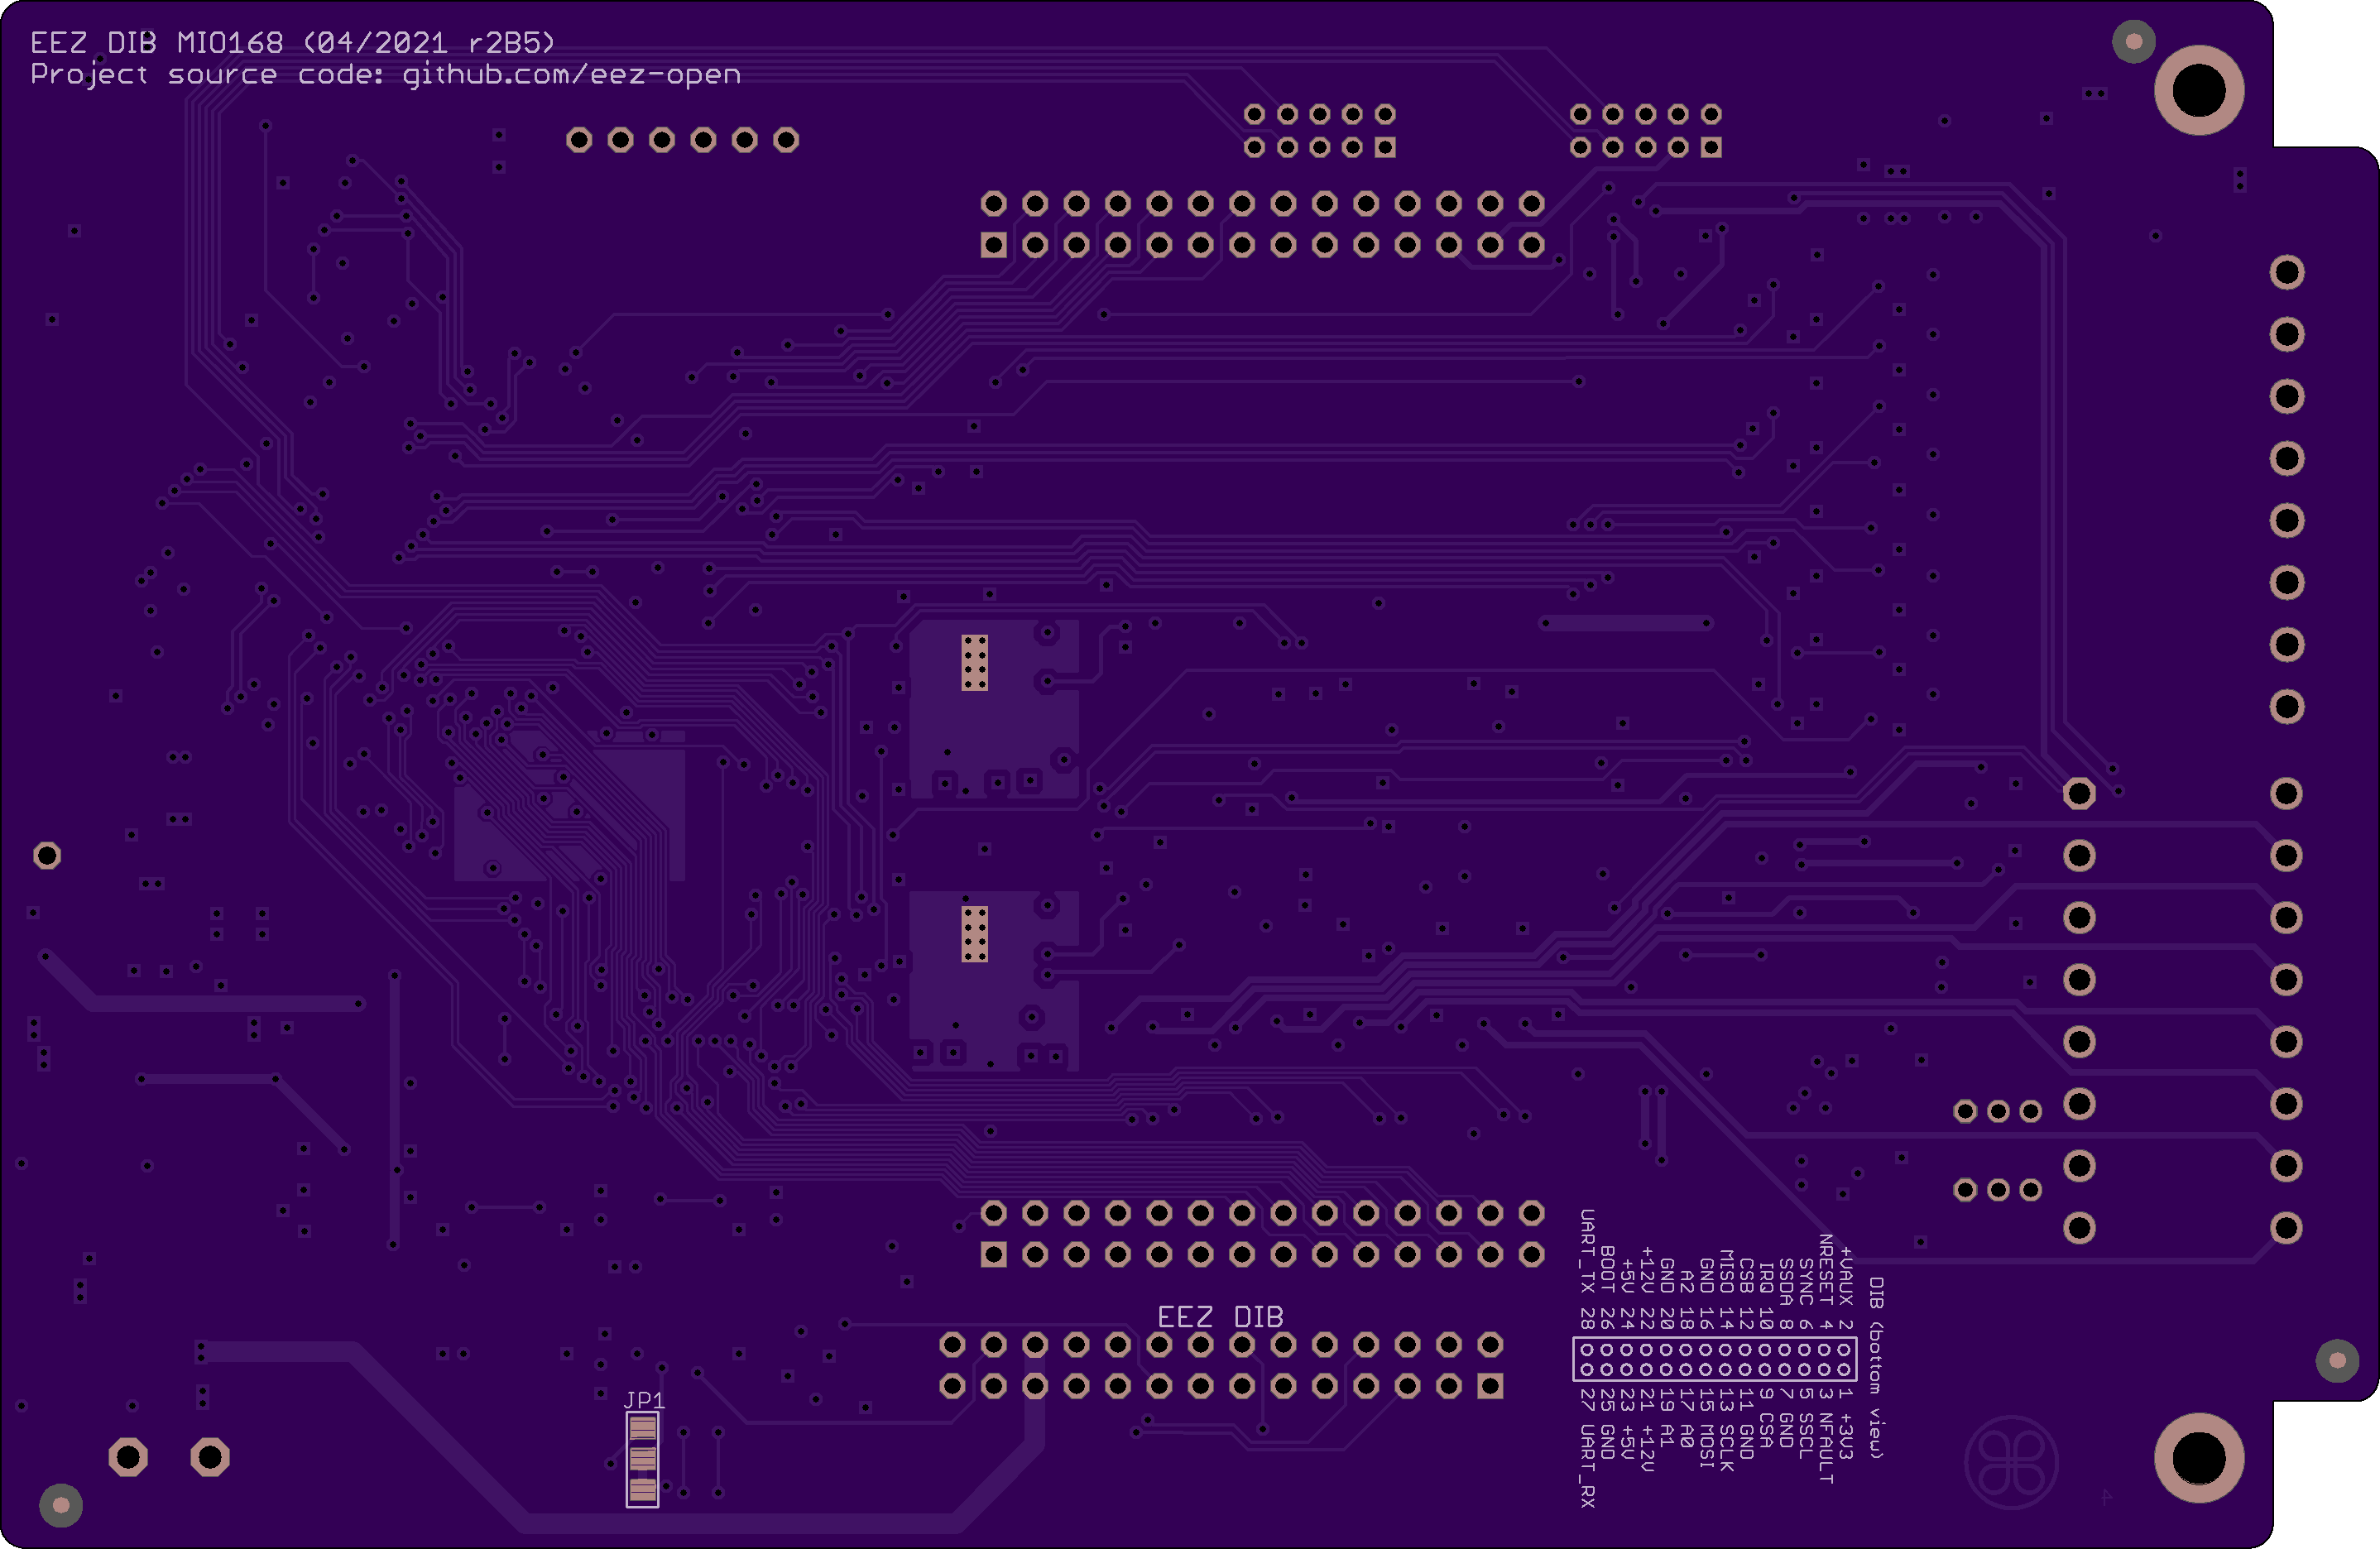 EEZ DIB MIO168 (04/2021 r2B5)
Project source code: github.com/eez-open
EEZ DIB
JP1
DIB (bottom view)
+VAUX 2
1 +3V3
NRESET 4
3 NFAULT
SYNC 6
5 SSCL
SSDA 8
7 GND
IRQ 10
9 CSA
CSB 12
11 GND
MISO 14
13 SCLK
GND 16
15 MOSI
A2 18
17 A0
GND 20
19 A1
+12V 22
21 +12V
+5V 24
23 +5V
BOOT 26
25 GND
UART_TX 28
27 UART_RX
4